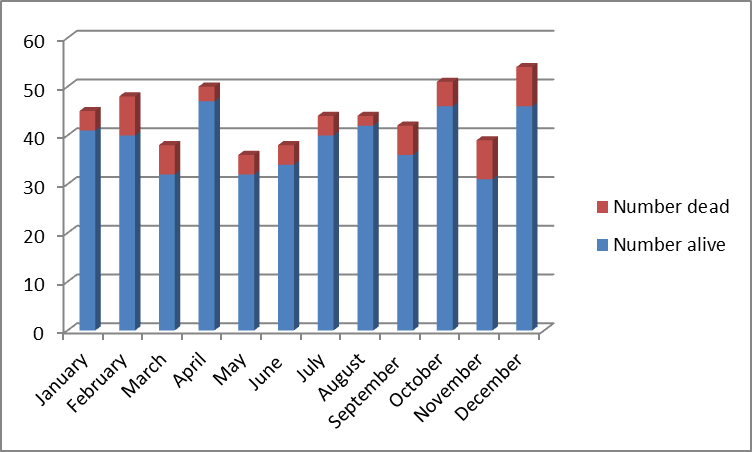 60
50
40
30
20
10
0
January
February
March
April
May
June
July
August
September
October
November
December
Number dead
Number alive